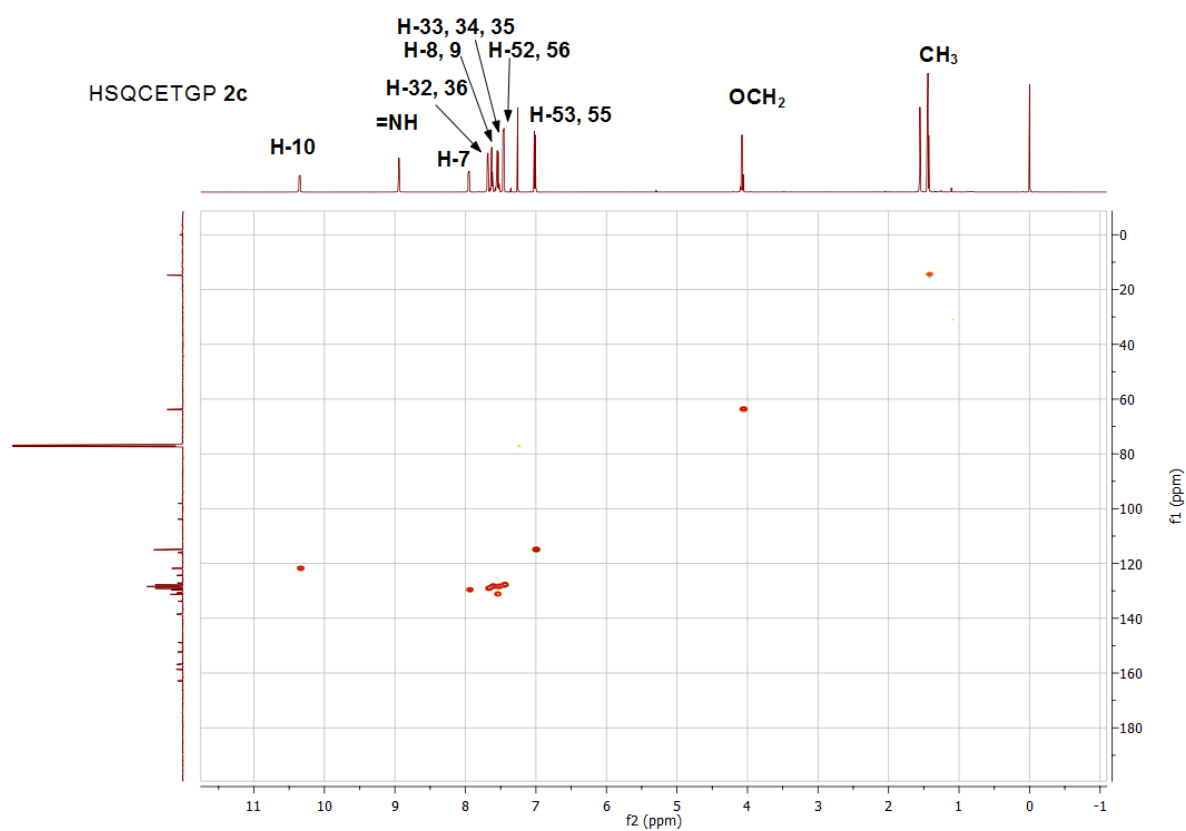 H-33, 34, 35
H-8, 9
H-52, 56
CH₃
HSQCETGP 2c
H-32, 36
OCH₂
=NH
H-53, 55
H-10
H-7
0
20
40
60
80
100
120
140
160
180
f1 (ppm)
11 10 9 8 7 6 5 4 3 2 1 0 -1
f2 (ppm)